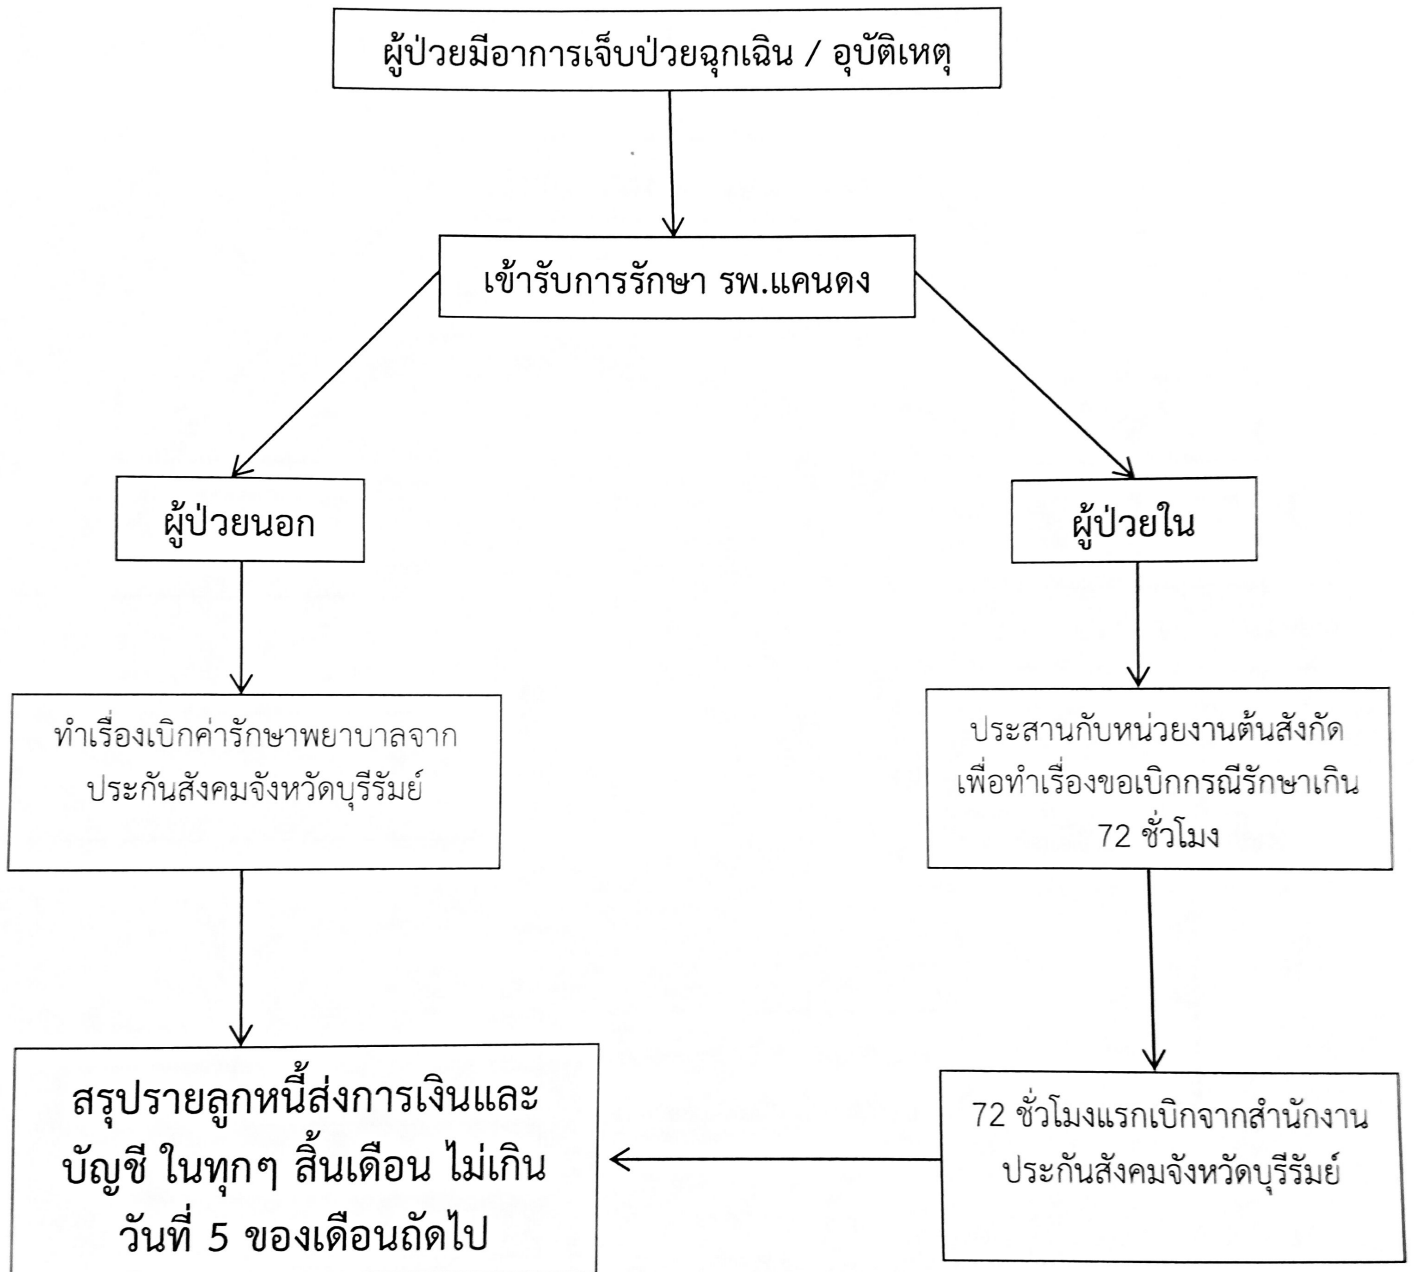 ผู้ป่วยมีอาการเจ็บป่วยฉุกเฉิน / อุบัติเหตุ
เข้ารับการรักษา รพ.แคนดง
ผู้ป่วยนอก
ผู้ป่วยใน
ทำเรื่องเบิกค่ารักษาพยาบาลจาก
ประกันสังคมจังหวัดบุรีรัมย์
ประสานกับหน่วยงานต้นสังกัด
เพื่อทำเรื่องขอเบิกกรณีรักษาเกิน
72 ชั่วโมง
สรุปรายลูกหนี้ส่งการเงินและ
บัญชี ในทุกๆ สิ้นเดือน ไม่เกิน
วันที่ 5 ของเดือนถัดไป
72 ชั่วโมงแรกเบิกจากสำนักงาน
ประกันสังคมจังหวัดบุรีรัมย์